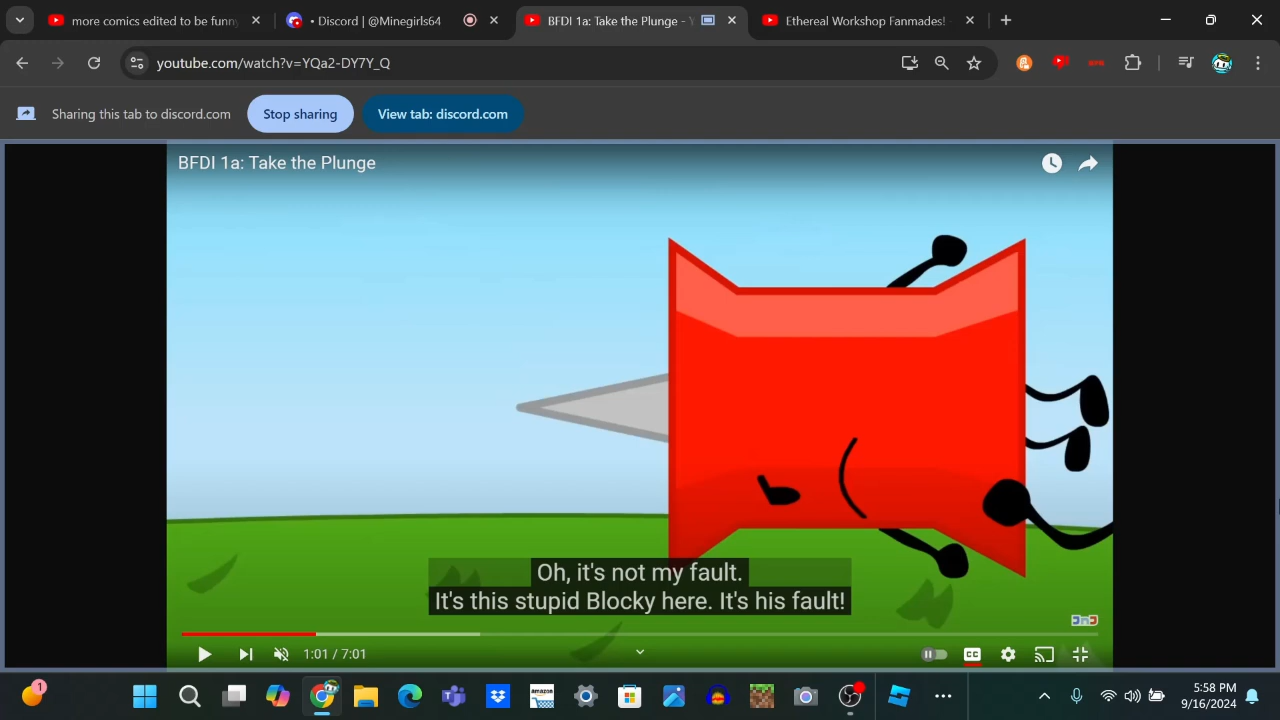 more comics edited to be funny
• Discord | @Minegirls64
BFDI 1a: Take the Plunge - Y
Ethereal Workshop Fanmades! -
youtube.com/watch?v=YQa2-DY7Y_Q
Sharing this tab to discord.com
Stop sharing
View tab: discord.com
BFDI 1a: Take the Plunge
Oh, it's not my fault.
It's this stupid Blocky here. It's his fault!
1:01 / 7:01
CC
1
amazon
5:58 PM
9/16/2024